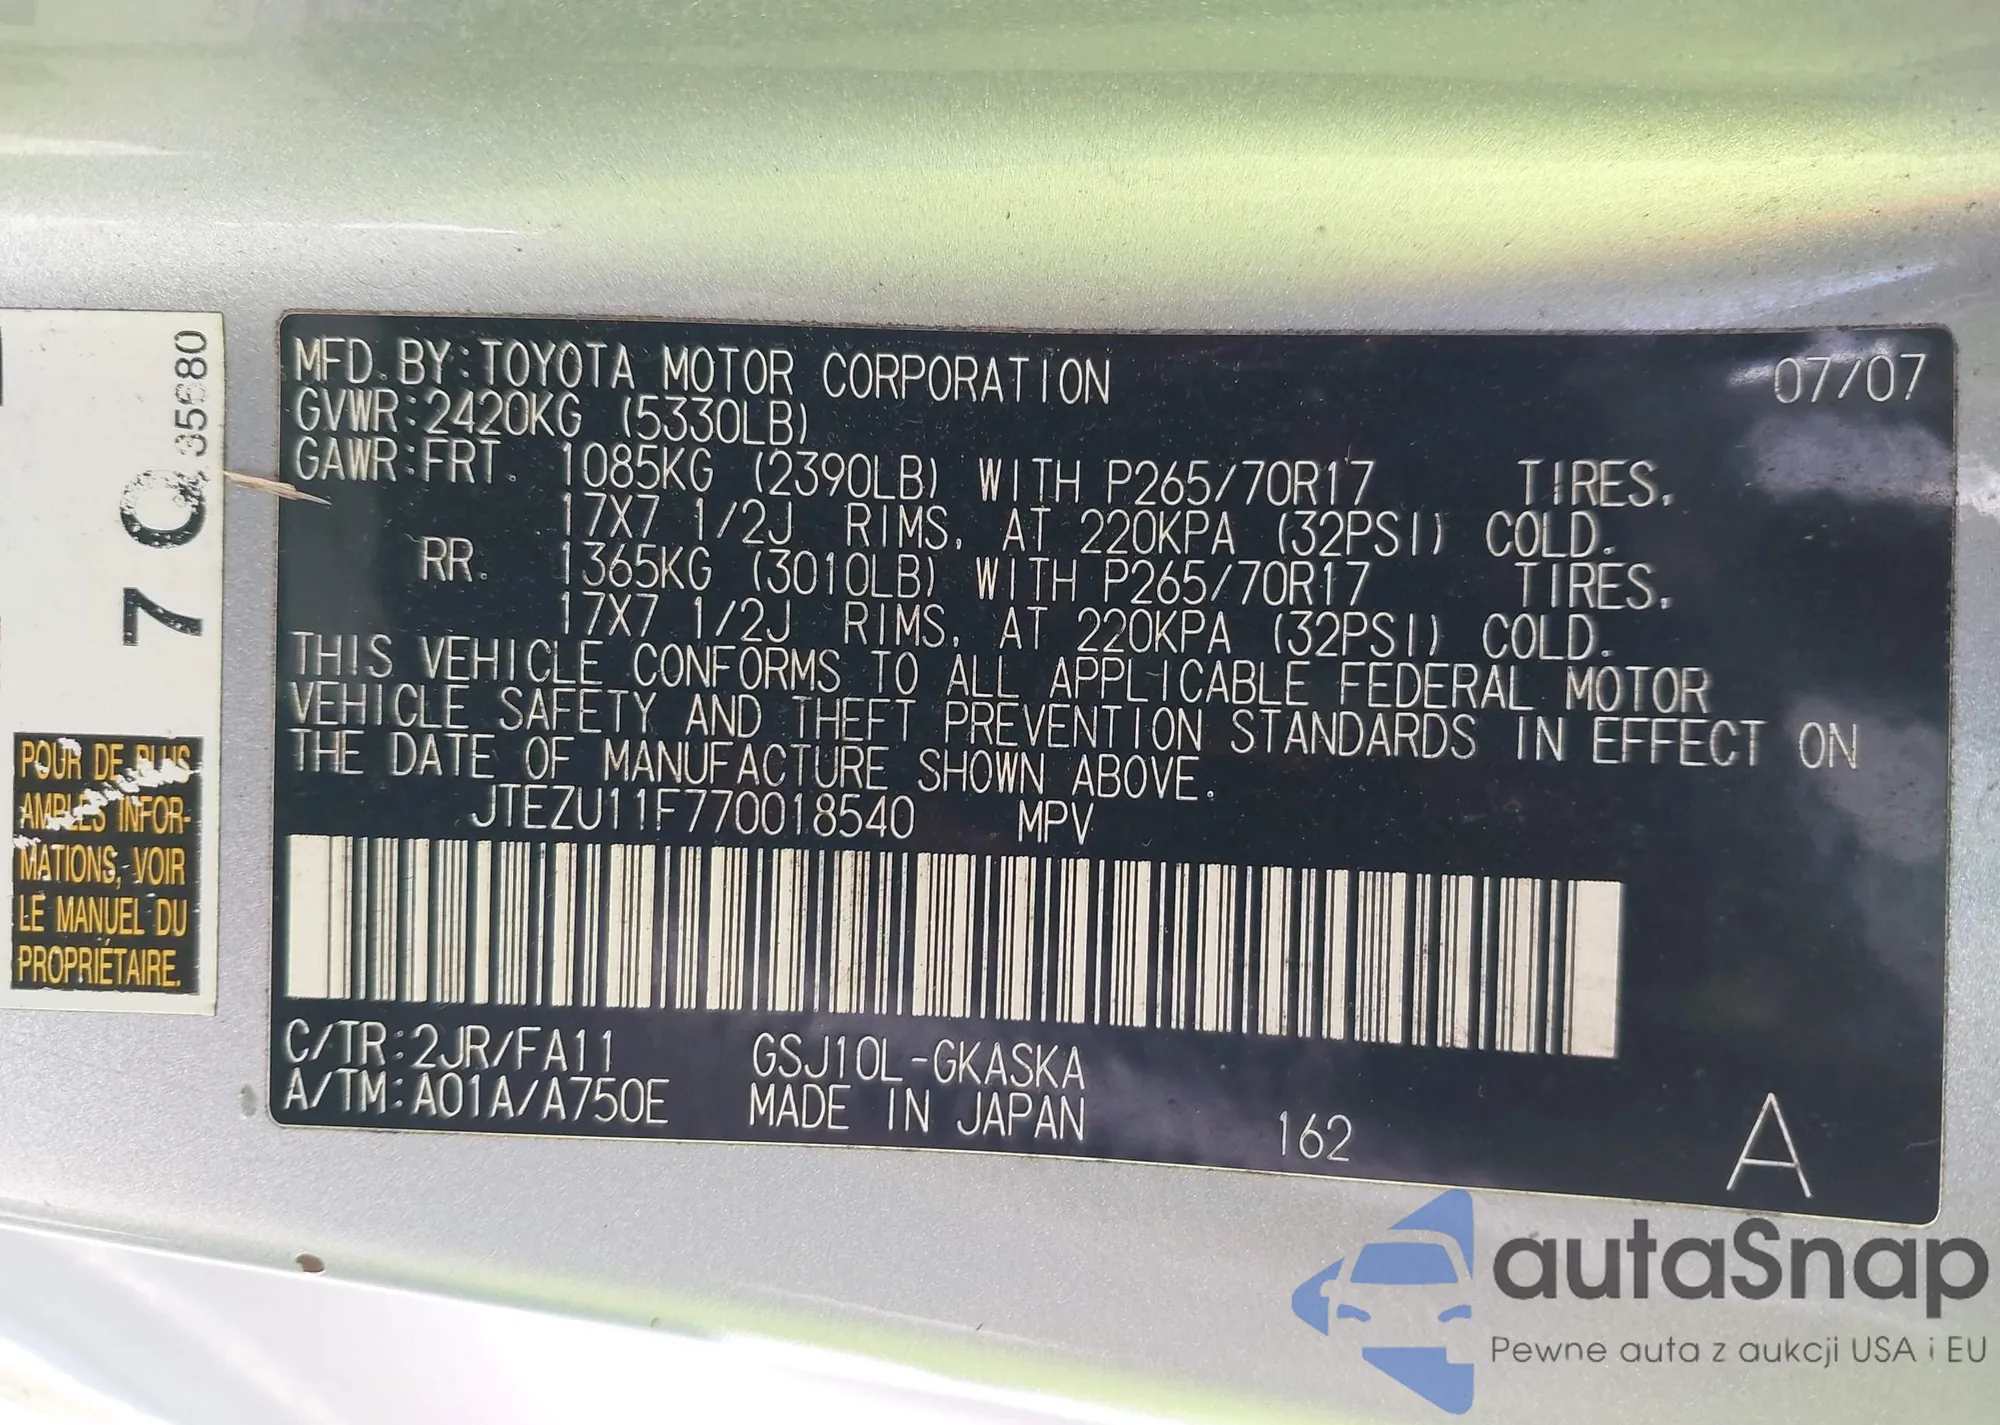 MFD. BY:TOYOTA MOTOR CORPORATION 07/07
GVWR:2420KG (5330LB)
GAWR:FRT. 1085KG (2390LB) WITH P265/70R17 TIRES,
17X7 1/2J RIMS, AT 220KPA (32PSI) COLD.
RR. 1365KG (3010LB) WITH P265/70R17 TIRES,
17X7 1/2J RIMS, AT 220KPA (32PSI) COLD.
THIS VEHICLE CONFORMS TO ALL APPLICABLE FEDERAL MOTOR
VEHICLE SAFETY AND THEFT PREVENTION STANDARDS IN EFFECT ON
THE DATE OF MANUFACTURE SHOWN ABOVE.
JTEZU11F770018540 MPV
C/TR:2JR/FA11 GSJ10L-GKASKA
A/TM:A01A/A750E MADE IN JAPAN 162 A
35680
POUR DE PLUS
AMPLES INFOR-
MATIONS, VOIR
LE MANUEL DU
PROPRIÉTAIRE.
autaSnap
Pewne auta z aukcji USA i EU